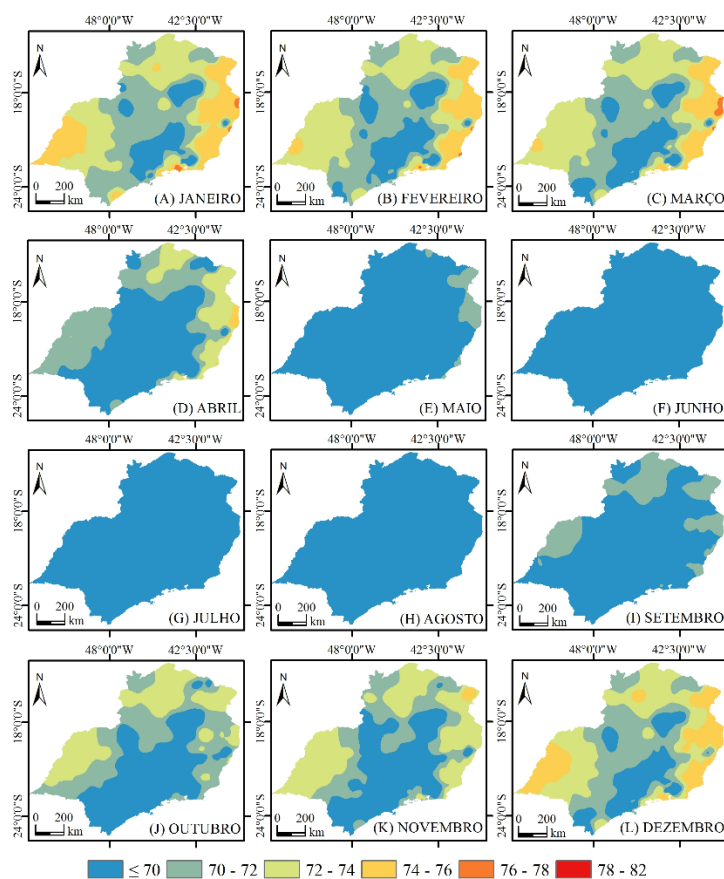 48°0'0"W 42°30'0"W 48°0'0"W 42°30'0"W 48°0'0"W 42°30'0"W
N N N
18°0'0"S 18°0'0"S 18°0'0"S
24°0'0"S 24°0'0"S 24°0'0"S
0 200 0 200 0 200
km km km
(A) JANEIRO (B) FEVEREIRO (C) MARÇO
48°0'0"W 42°30'0"W 48°0'0"W 42°30'0"W 48°0'0"W 42°30'0"W
N N N
18°0'0"S 18°0'0"S 18°0'0"S
24°0'0"S 24°0'0"S 24°0'0"S
0 200 0 200 0 200
km km km
(D) ABRIL (E) MAIO (F) JUNHO
48°0'0"W 42°30'0"W 48°0'0"W 42°30'0"W 48°0'0"W 42°30'0"W
N N N
18°0'0"S 18°0'0"S 18°0'0"S
24°0'0"S 24°0'0"S 24°0'0"S
0 200 0 200 0 200
km km km
(G) JULHO (H) AGOSTO (I) SETEMBRO
48°0'0"W 42°30'0"W 48°0'0"W 42°30'0"W 48°0'0"W 42°30'0"W
N N N
18°0'0"S 18°0'0"S 18°0'0"S
24°0'0"S 24°0'0"S 24°0'0"S
0 200 0 200 0 200
km km km
(J) OUTUBRO (K) NOVEMBRO (L) DEZEMBRO
≤ 70 70 - 72 72 - 74 74 - 76 76 - 78 78 - 82